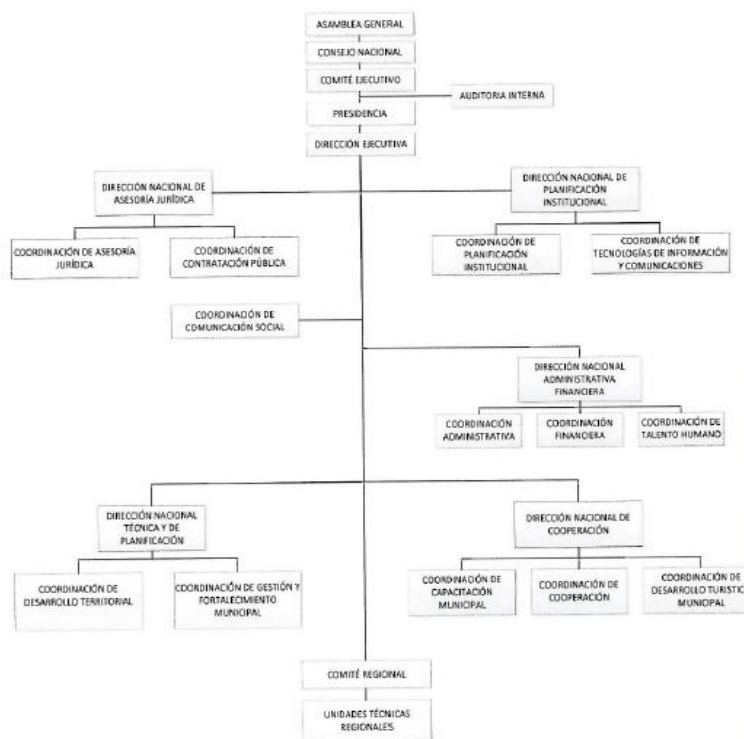 ASAMBLEA GENERAL
CONSEJO NACIONAL
COMITÉ EJECUTIVO
AUDITORIA INTERNA
PRESIDENCIA
DIRECCIÓN EJECUTIVA
DIRECCIÓN NACIONAL DE
ASESORÍA JURÍDICA
DIRECCIÓN NACIONAL DE
PLANIFICACIÓN
INSTITUCIONAL
COORDINACIÓN DE ASESORÍA
JURÍDICA
COORDINACIÓN DE
CONTRATACIÓN PÚBLICA
COORDINACIÓN DE
PLANIFICACIÓN
INSTITUCIONAL
COORDINACIÓN DE
TECNOLOGÍAS DE INFORMACIÓN
Y COMUNICACIONES
COORDINACIÓN DE
COMUNICACIÓN SOCIAL
DIRECCIÓN NACIONAL
ADMINISTRATIVA
FINANCIERA
COORDINACIÓN
ADMINISTRATIVA
COORDINACIÓN
FINANCIERA
COORDINACIÓN DE
TALENTO HUMANO
DIRECCIÓN NACIONAL
TÉCNICA Y DE
PLANIFICACIÓN
DIRECCIÓN NACIONAL DE
COOPERACIÓN
COORDINACIÓN DE
DESARROLLO TERRITORIAL
COORDINACIÓN DE GESTIÓN Y
FORTALECIMIENTO
MUNICIPAL
COORDINACIÓN DE
CAPACITACIÓN
MUNICIPAL
COORDINACIÓN DE
COOPERACIÓN
COORDINACIÓN DE
DESARROLLO TURISTIC
MUNICIPAL
COMITÉ REGIONAL
UNIDADES TÉCNICAS
REGIONALES